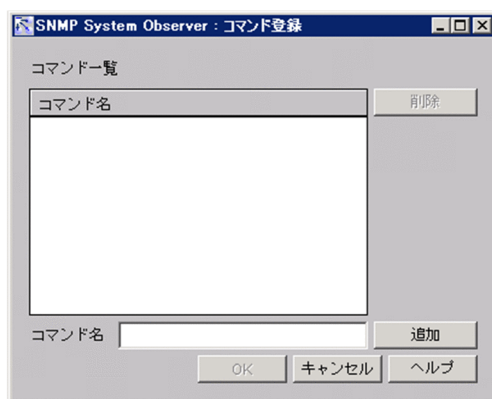 SNMP System Observer : コマンド登録
コマンド一覧
コマンド名
削除
コマンド名
追加
OK
キャンセル
ヘルプ